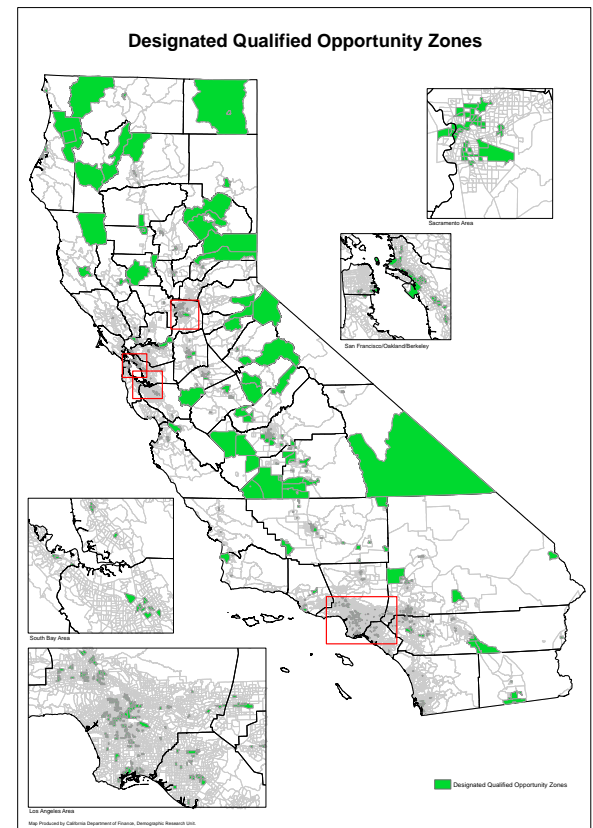 Designated Qualified Opportunity Zones
Sacramento Area
San Francisco/Oakland/Berkeley
South Bay Area
Los Angeles Area
Designated Qualified Opportunity Zones
Map Produced by California Department of Finance, Demographic Research Unit.